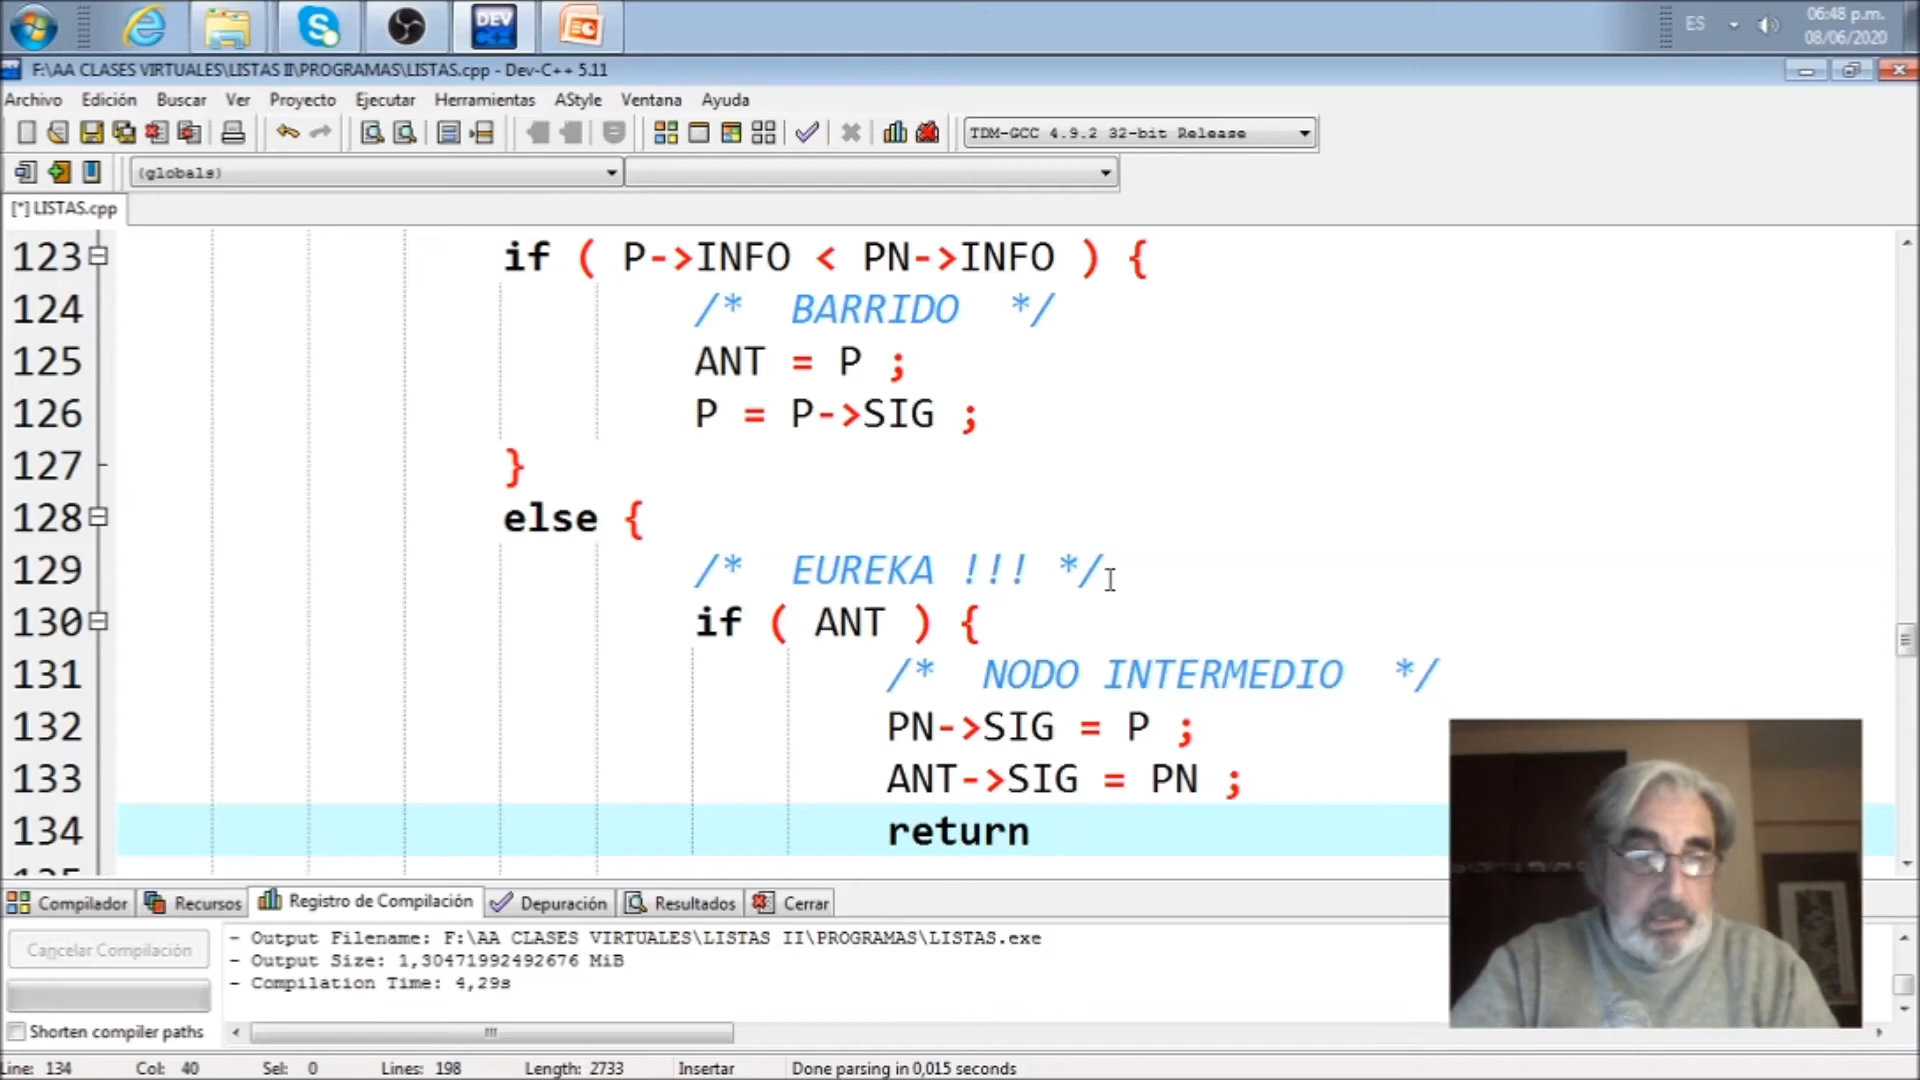 DEV
C++
ES
06:48 p.m.
08/06/2020
F:\AA CLASES VIRTUALES\LISTAS II\PROGRAMAS\LISTAS.cpp - Dev-C++ 5.11
Archivo Edición Buscar Ver Proyecto Ejecutar Herramientas AStyle Ventana Ayuda
TDM-GCC 4.9.2 32-bit Release
(globals)
[*] LISTAS.cpp
123 if ( P->INFO < PN->INFO ) {
124 /* BARRIDO */
125 ANT = P ;
126 P = P->SIG ;
127 }
128 else {
129 /* EUREKA !!! */
130 if ( ANT ) {
131 /* NODO INTERMEDIO */
132 PN->SIG = P ;
133 ANT->SIG = PN ;
134 return
135
Compilador Recursos Registro de Compilación Depuración Resultados Cerrar
Cancelar Compilación
- Output Filename: F:\AA CLASES VIRTUALES\LISTAS II\PROGRAMAS\LISTAS.exe
- Output Size: 1,30471992492676 MiB
- Compilation Time: 4,29s
Shorten compiler paths
Line: 134 Col: 40 Sel: 0 Lines: 198 Length: 2733 Insertar Done parsing in 0,015 seconds